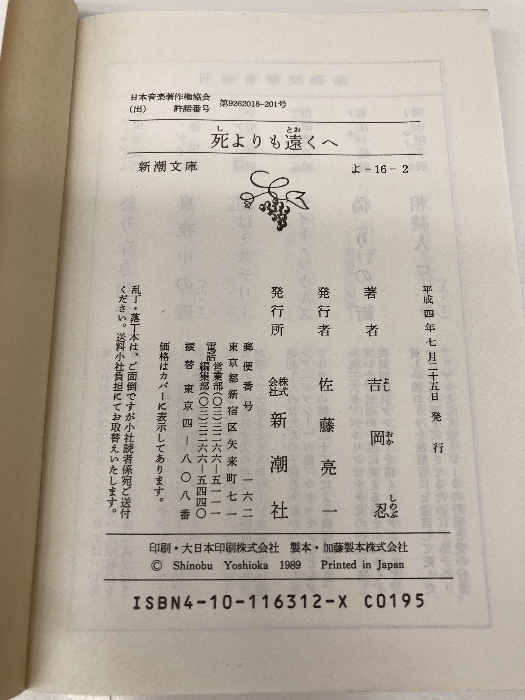 日本音楽著作権協会
(出)　許諾番号　第9262018-201号
死よりも遠くへ
新潮文庫　よ-16-2
平成四年七月二十五日　発行
著者　吉岡忍
発行者　佐藤亮一
発行所　株式会社　新潮社
郵便番号　一六二
東京都新宿区矢来町七一
電話　営業部(〇三)三二六六-五一一一
編集部(〇三)三二六六-五四四〇
振替　東京四-八〇八番
価格はカバーに表示してあります。
乱丁・落丁本は、ご面倒ですが小社読者係宛ご送付
ください。送料小社負担にてお取替えいたします。
印刷・大日本印刷株式会社　製本・加藤製本株式会社
© Shinobu Yoshioka 1989　Printed in Japan
ISBN4-10-116312-X C0195